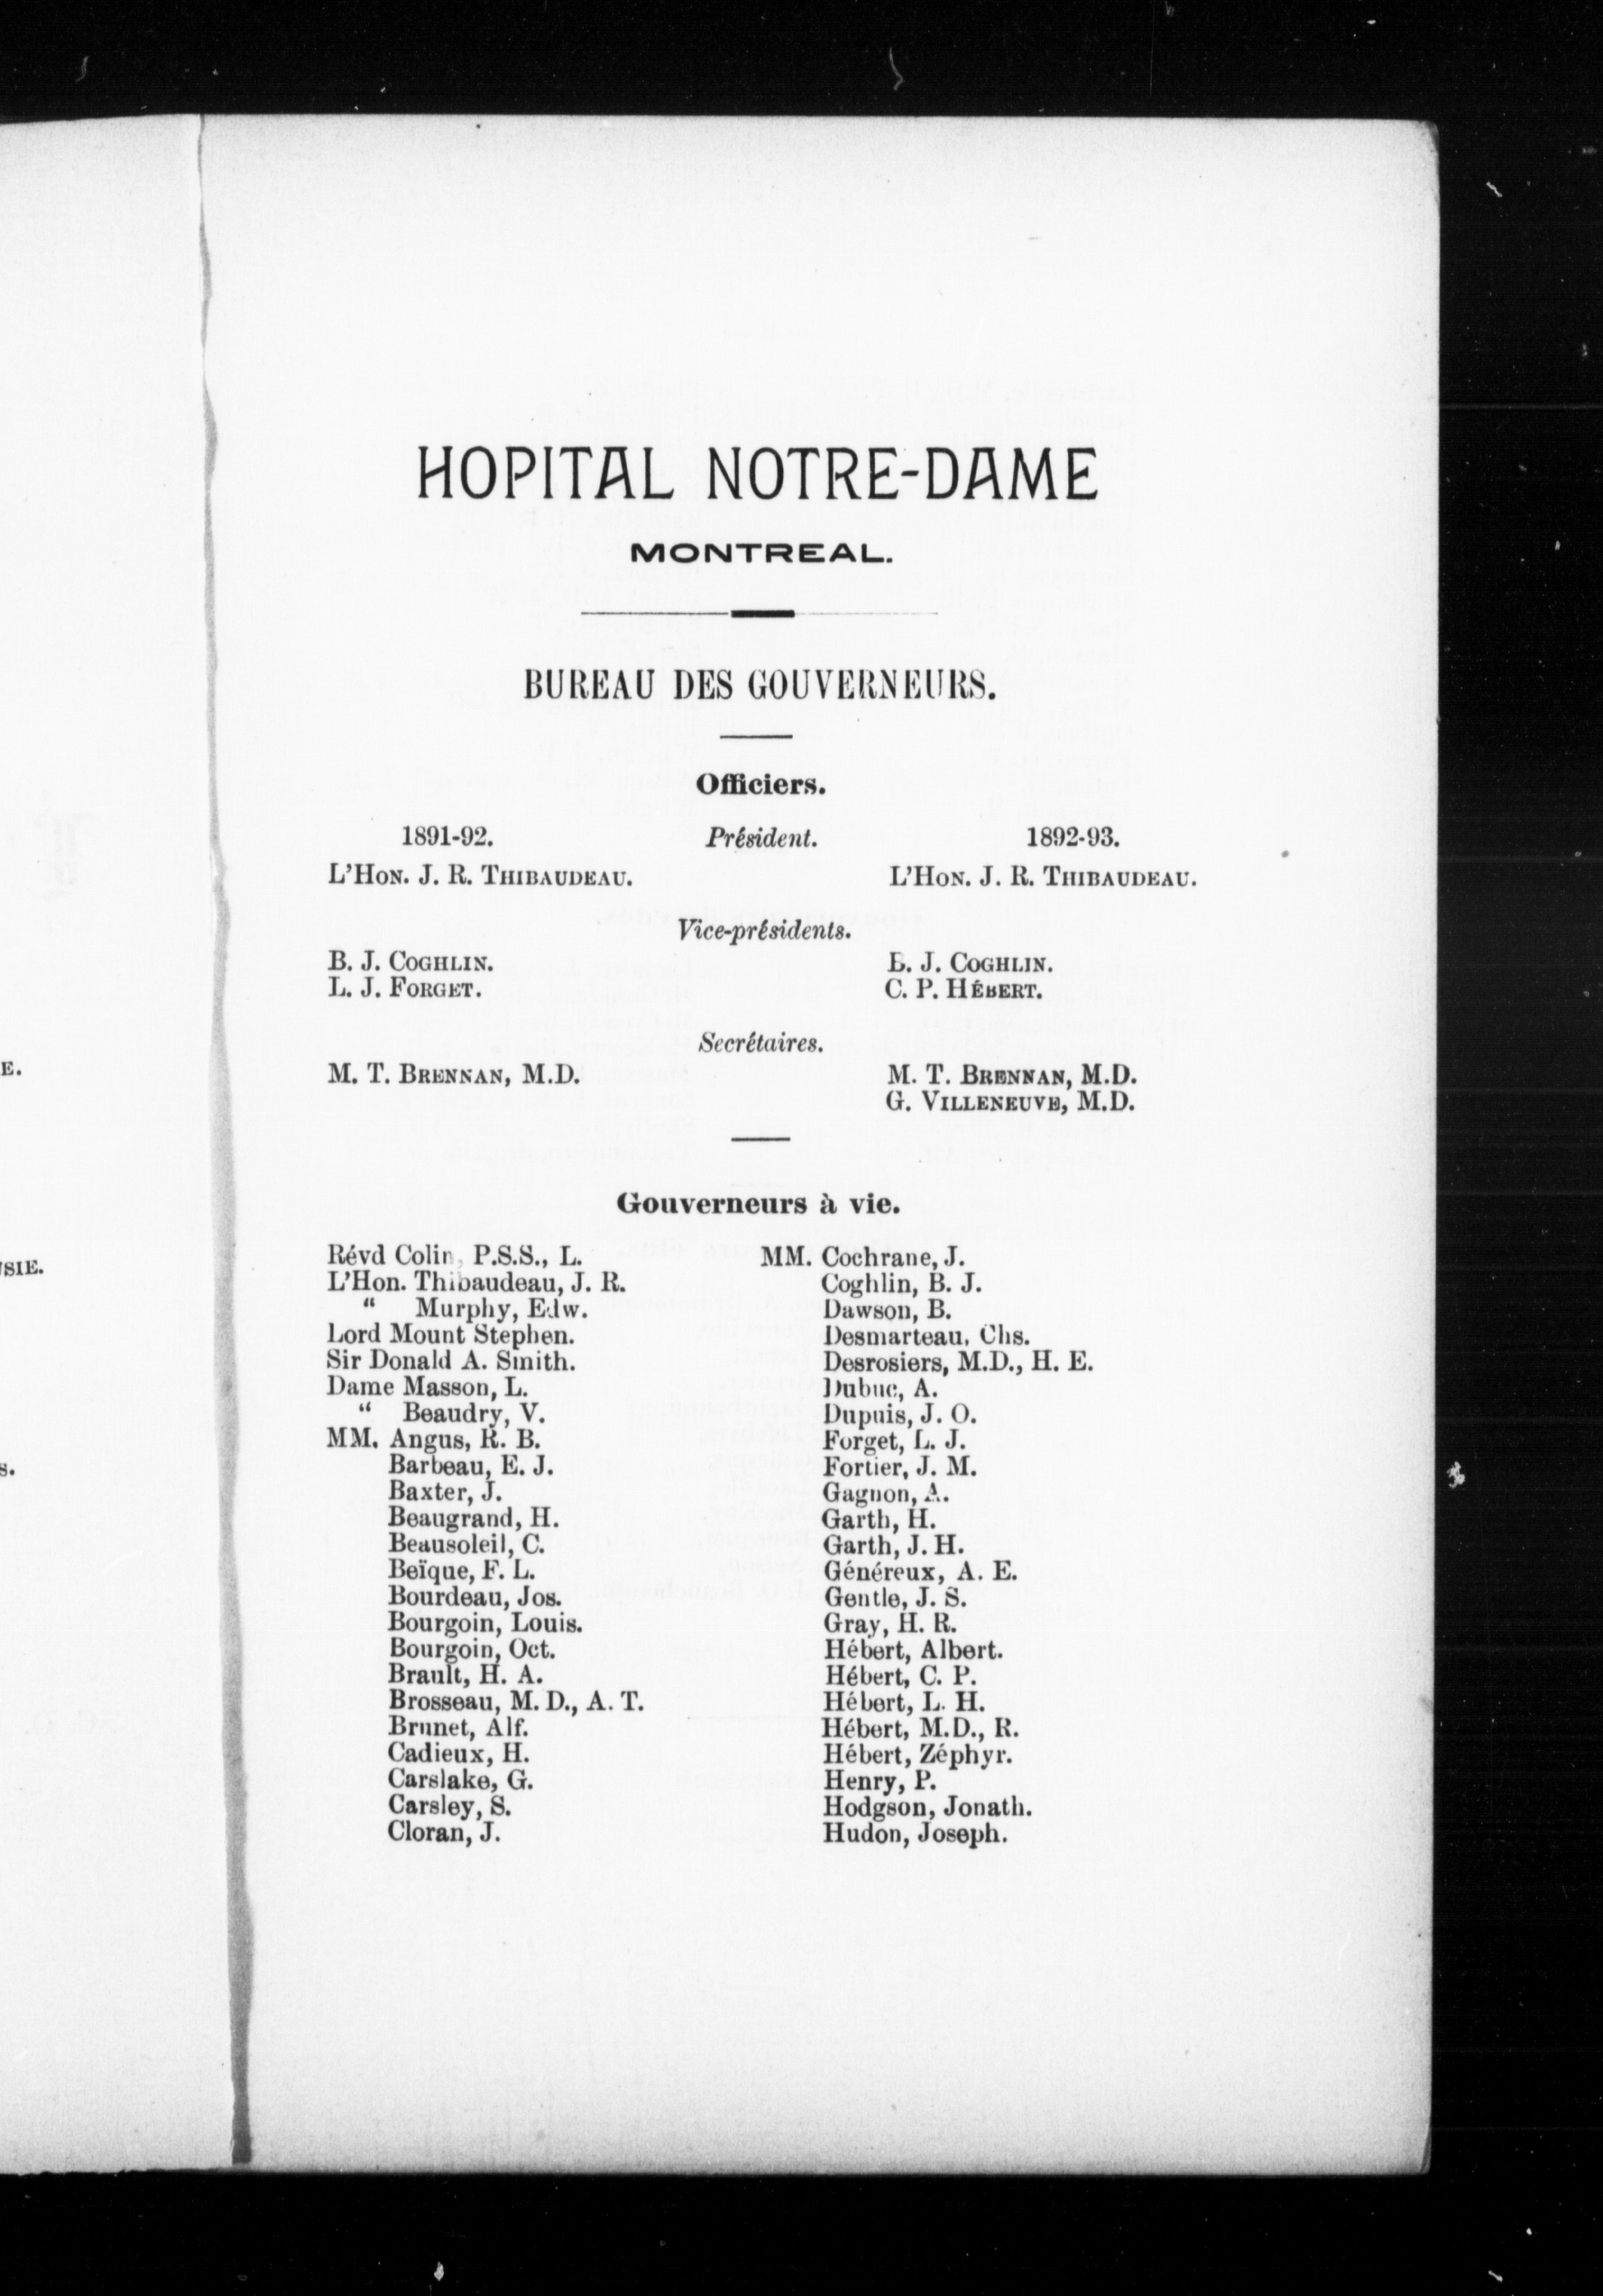 HOPITAL NOTRE-DAME
MONTREAL.
BUREAU DES GOUVERNEURS.
Officiers.
1891-92. Président. 1892-93.
L'HON. J. R. THIBAUDEAU. L'HON. J. R. THIBAUDEAU.
Vice-présidents.
B. J. COGHLIN. B. J. COGHLIN.
L. J. FORGET. C. P. HÉBERT.
Secrétaires.
M. T. BRENNAN, M.D. M. T. BRENNAN, M.D.
G. VILLENEUVE, M.D.
Gouverneurs à vie.
Révd Colin, P.S.S., L.
L'Hon. Thibaudeau, J. R.
“ Murphy, Edw.
Lord Mount Stephen.
Sir Donald A. Smith.
Dame Masson, L.
“ Beaudry, V.
MM. Angus, R. B.
Barbeau, E. J.
Baxter, J.
Beaugrand, H.
Beausoleil, C.
Beïque, F. L.
Bourdeau, Jos.
Bourgoin, Louis.
Bourgoin, Oct.
Brault, H. A.
Brosseau, M. D., A. T.
Brunet, Alf.
Cadieux, H.
Carslake, G.
Carsley, S.
Cloran, J.
MM. Cochrane, J.
Coghlin, B. J.
Dawson, B.
Desmarteau, Chs.
Desrosiers, M.D., H. E.
Dubuc, A.
Dupuis, J. O.
Forget, L. J.
Fortier, J. M.
Gagnon, A.
Garth, H.
Garth, J. H.
Généreux, A. E.
Gentle, J. S.
Gray, H. R.
Hébert, Albert.
Hébert, C. P.
Hébert, L. H.
Hébert, M.D., R.
Hébert, Zéphyr.
Henry, P.
Hodgson, Jonath.
Hudon, Joseph.